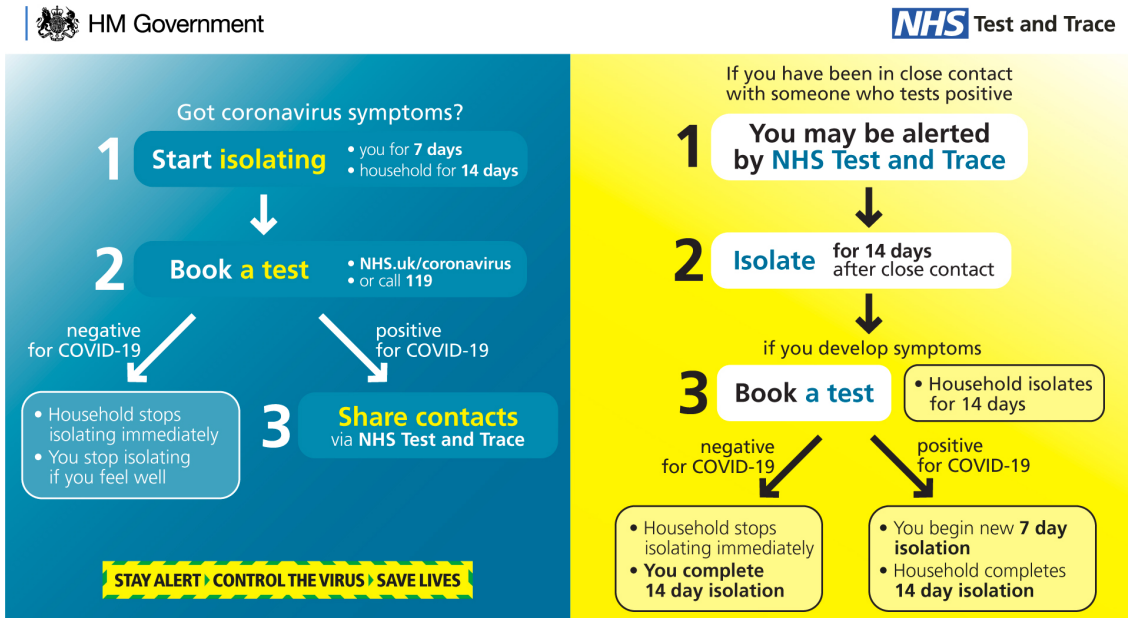 HM Government
NHS Test and Trace
Got coronavirus symptoms?
1
Start isolating
• you for 7 days
• household for 14 days
2
Book a test
• NHS.uk/coronavirus
• or call 119
negative
for COVID-19
positive
for COVID-19
• Household stops
isolating immediately
• You stop isolating
if you feel well
3
Share contacts
via NHS Test and Trace
STAY ALERT CONTROL THE VIRUS SAVE LIVES
If you have been in close contact
with someone who tests positive
1
You may be alerted
by NHS Test and Trace
2
Isolate
for 14 days
after close contact
if you develop symptoms
3
Book a test
• Household isolates
for 14 days
negative
for COVID-19
positive
for COVID-19
• Household stops
isolating immediately
• You complete
14 day isolation
• You begin new 7 day
isolation
• Household completes
14 day isolation